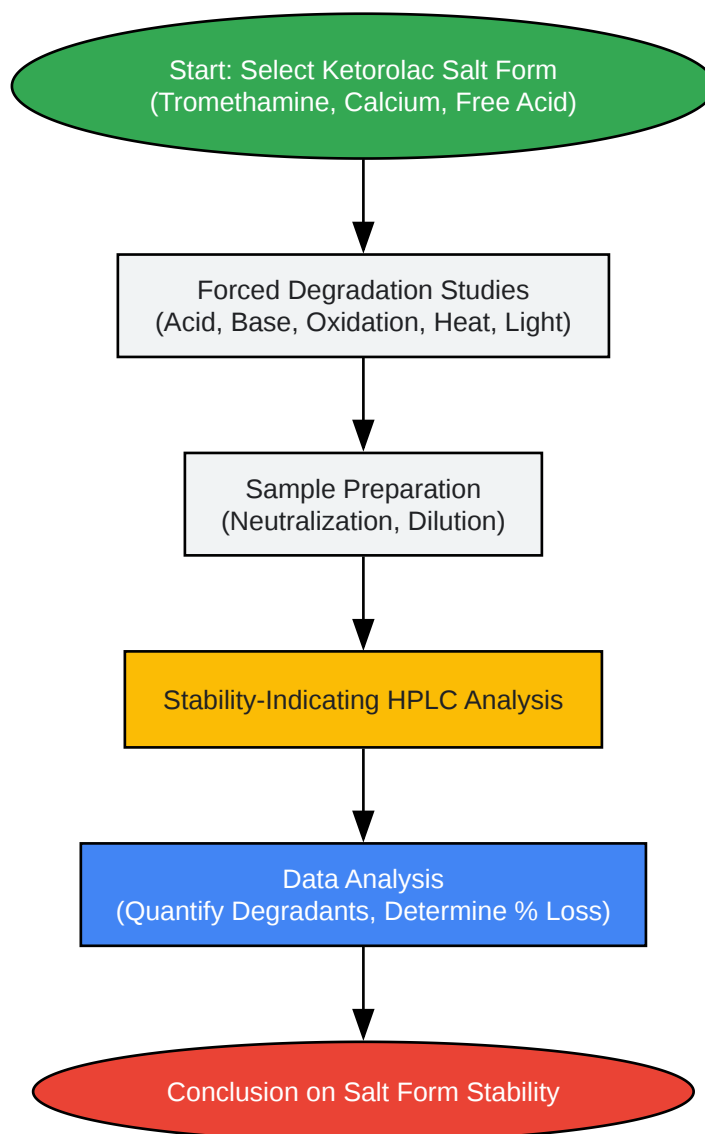 Start: Select Ketorolac Salt Form
(Tromethamine, Calcium, Free Acid)
Forced Degradation Studies
(Acid, Base, Oxidation, Heat, Light)
Sample Preparation
(Neutralization, Dilution)
Stability-Indicating HPLC Analysis
Data Analysis
(Quantify Degradants, Determine % Loss)
Conclusion on Salt Form Stability